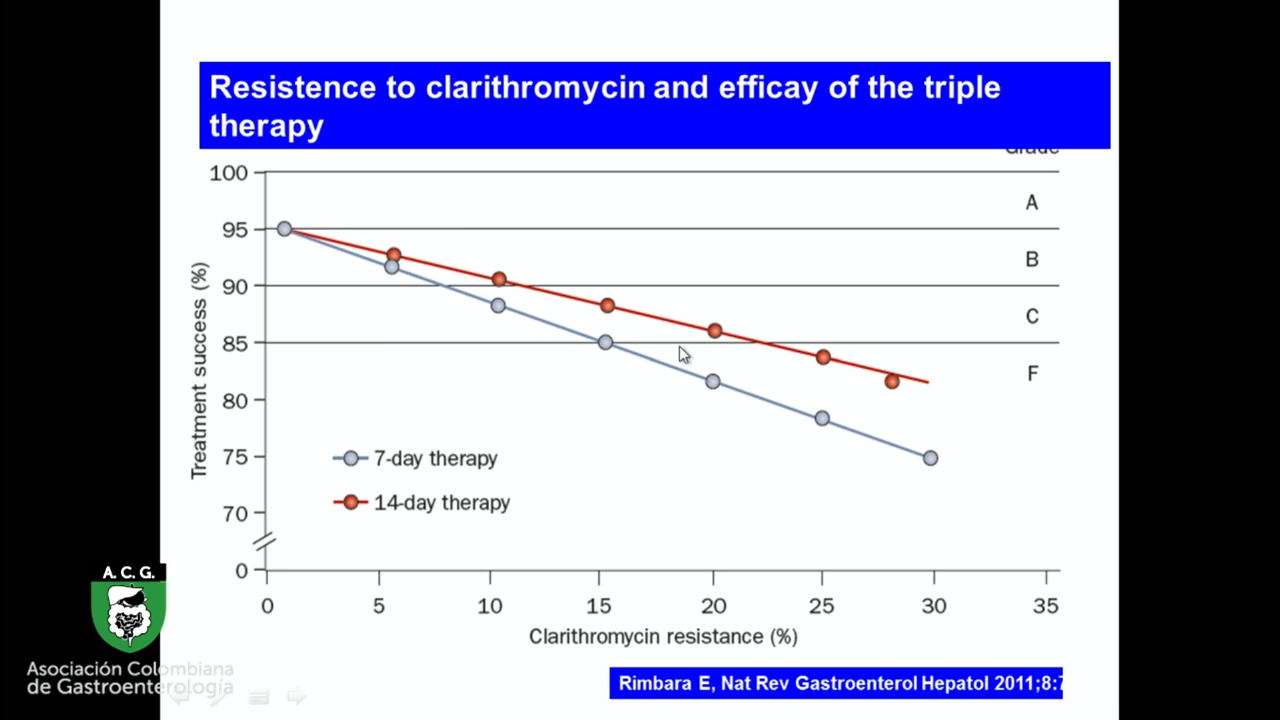 Resistence to clarithromycin and efficay of the triple
therapy
Grade
100
A
95
B
90
C
85
F
80
75
70
0
Treatment success (%)
7-day therapy
14-day therapy
0 5 10 15 20 25 30 35
Clarithromycin resistance (%)
Rimbara E, Nat Rev Gastroenterol Hepatol 2011;8:7
A. C. G.
Asociación Colombiana
de Gastroenterología